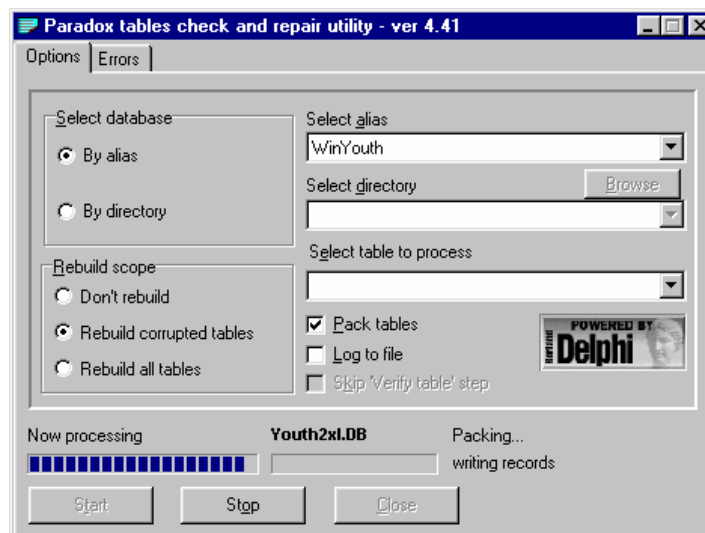 Paradox tables check and repair utility - ver 4.41
Options
Errors
Select database
By alias
By directory
Select alias
WinYouth
Select directory
Browse
Select table to process
Rebuild scope
Don't rebuild
Rebuild corrupted tables
Rebuild all tables
Pack tables
Log to file
Skip 'Verify table' step
POWERED BY
Borland
Delphi
Now processing
Youth2xl.DB
Packing...
writing records
Start
Stop
Close